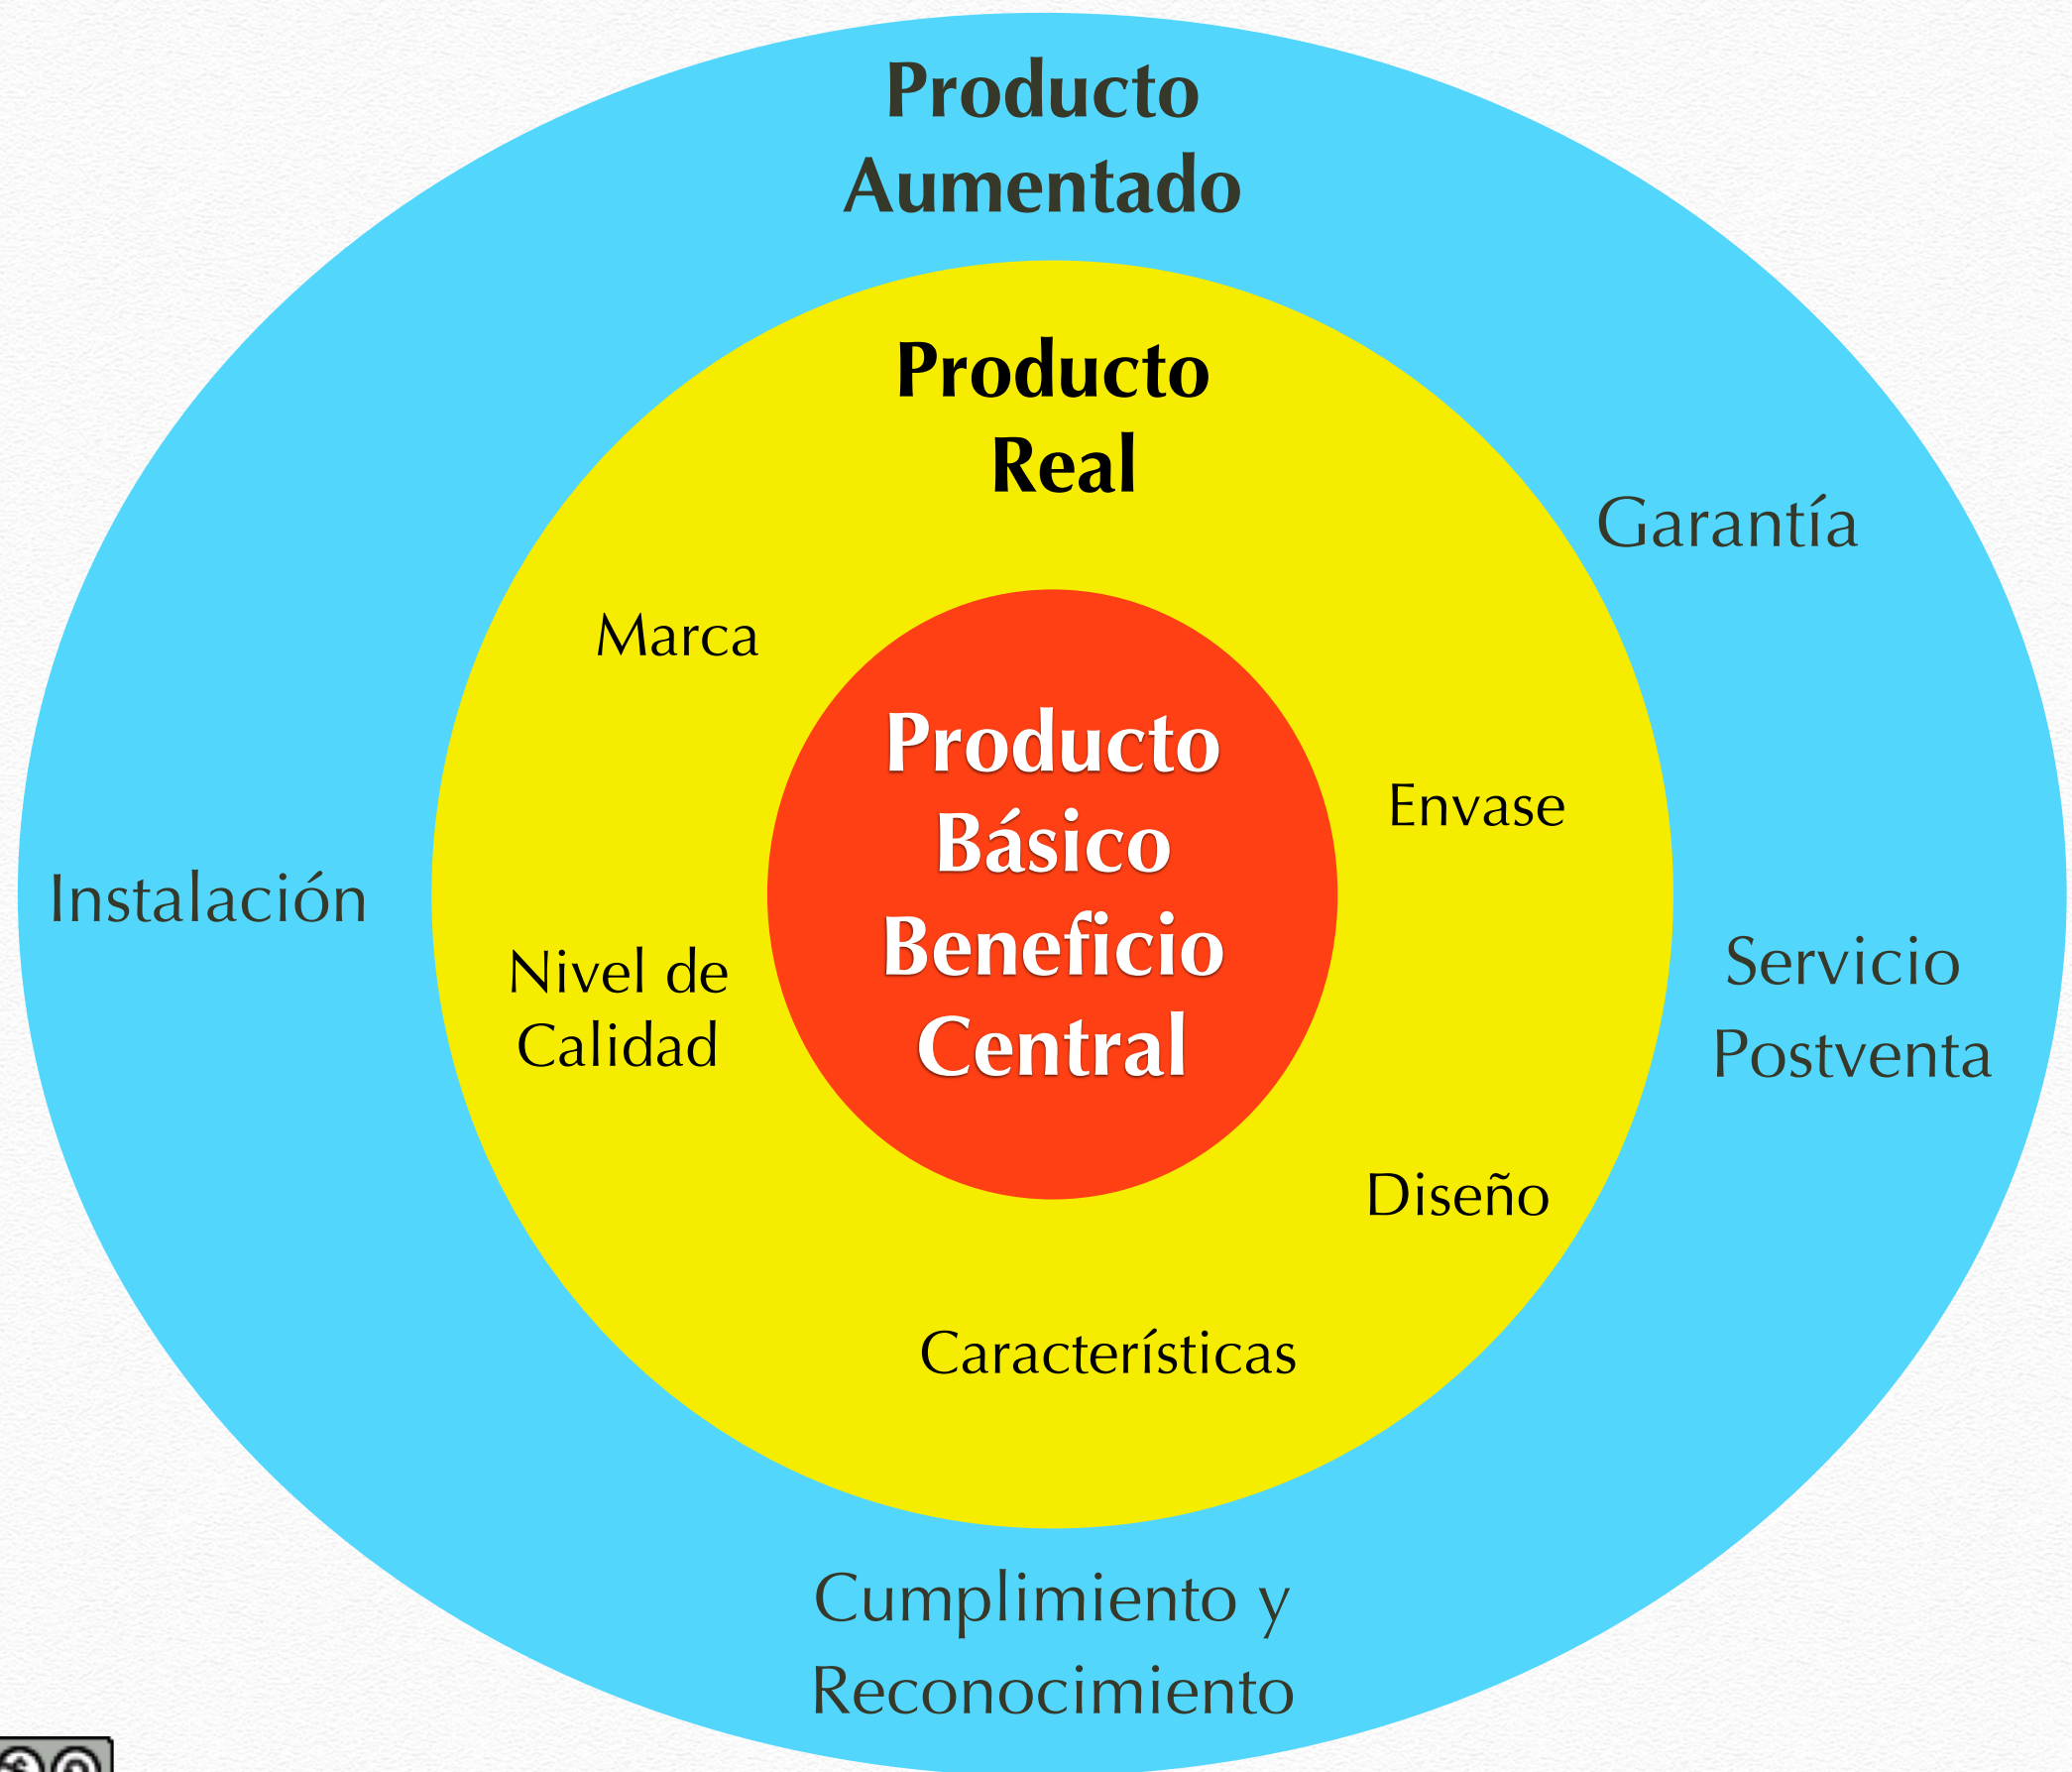 Producto
Aumentado
Producto
Real
Garantía
Marca
Producto
Básico
Beneficio
Central
Envase
Instalación
Nivel de
Calidad
Servicio
Postventa
Diseño
Características
Cumplimiento y
Reconocimiento